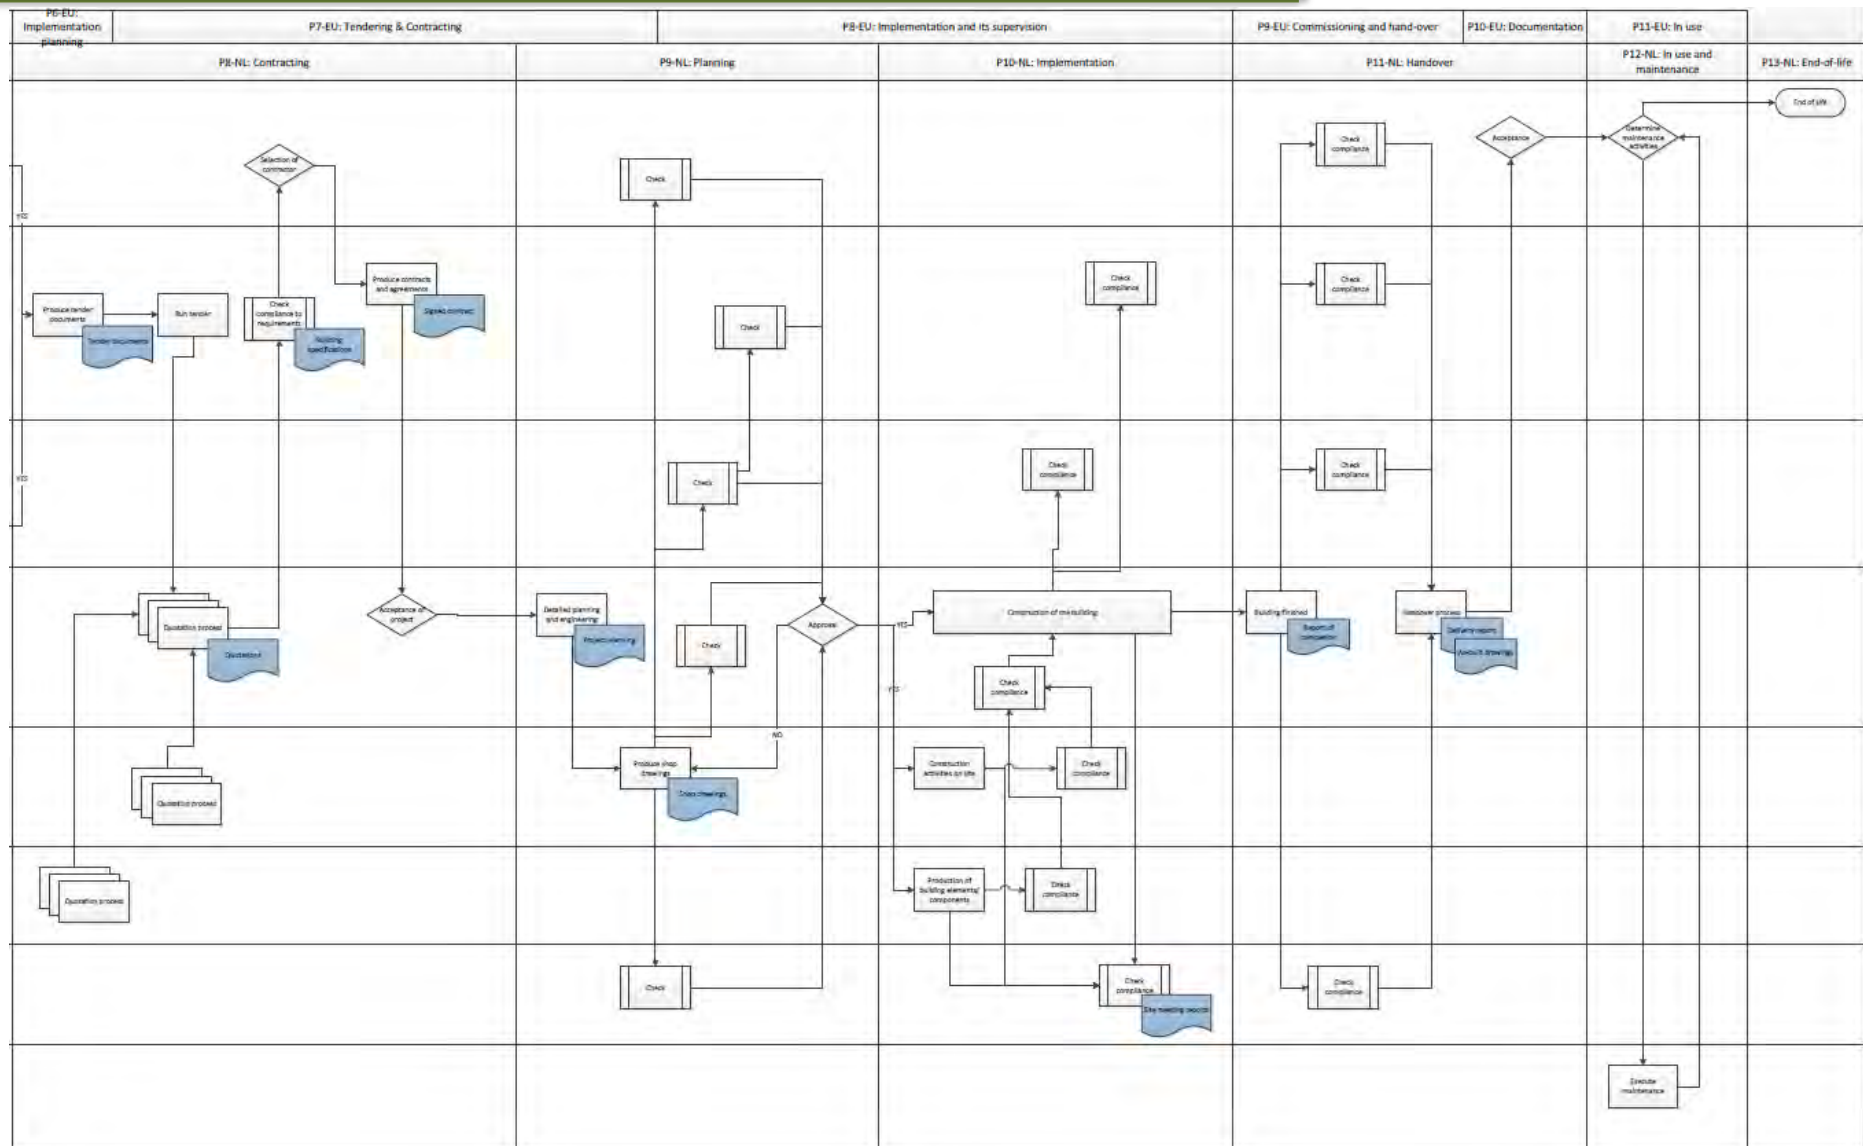 P6-EU:
Implementation
planning
P7-EU: Tendering & Contracting
P8-EU: Implementation and its supervision
P9-EU: Commissioning and hand-over
P10-EU: Documentation
P11-EU: In use
P8-NL: Contracting
P9-NL: Planning
P10-NL: Implementation
P11-NL: Handover
P12-NL: In use and
maintenance
P13-NL: End-of-life
End of life
Selection of
contractor
Check
Check
compliance
Acceptance
Determine
maintenance
activities
YES
Produce tender
documents
Tender documents
Run tender
Check
compliance to
requirements
Building
specifications
Produce contracts
and agreements
Signed contract
Check
Check
compliance
Check
compliance
YES
Check
Check
compliance
Check
compliance
Quotation process
Quotations
Acceptance of
project
Detailed planning
and engineering
Project planning
Check
Approval
YES
Construction of the building
Building finished
Report of
completion
Handover process
Delivery report
As-built drawings
YES
Check
compliance
Quotation process
Produce shop
drawings
Shop drawings
NO
Construction
activities on site
Check
compliance
Quotation process
Production of
building elements/
components
Check
compliance
Check
Check
compliance
Site meeting reports
Check
compliance
Execute
maintenance